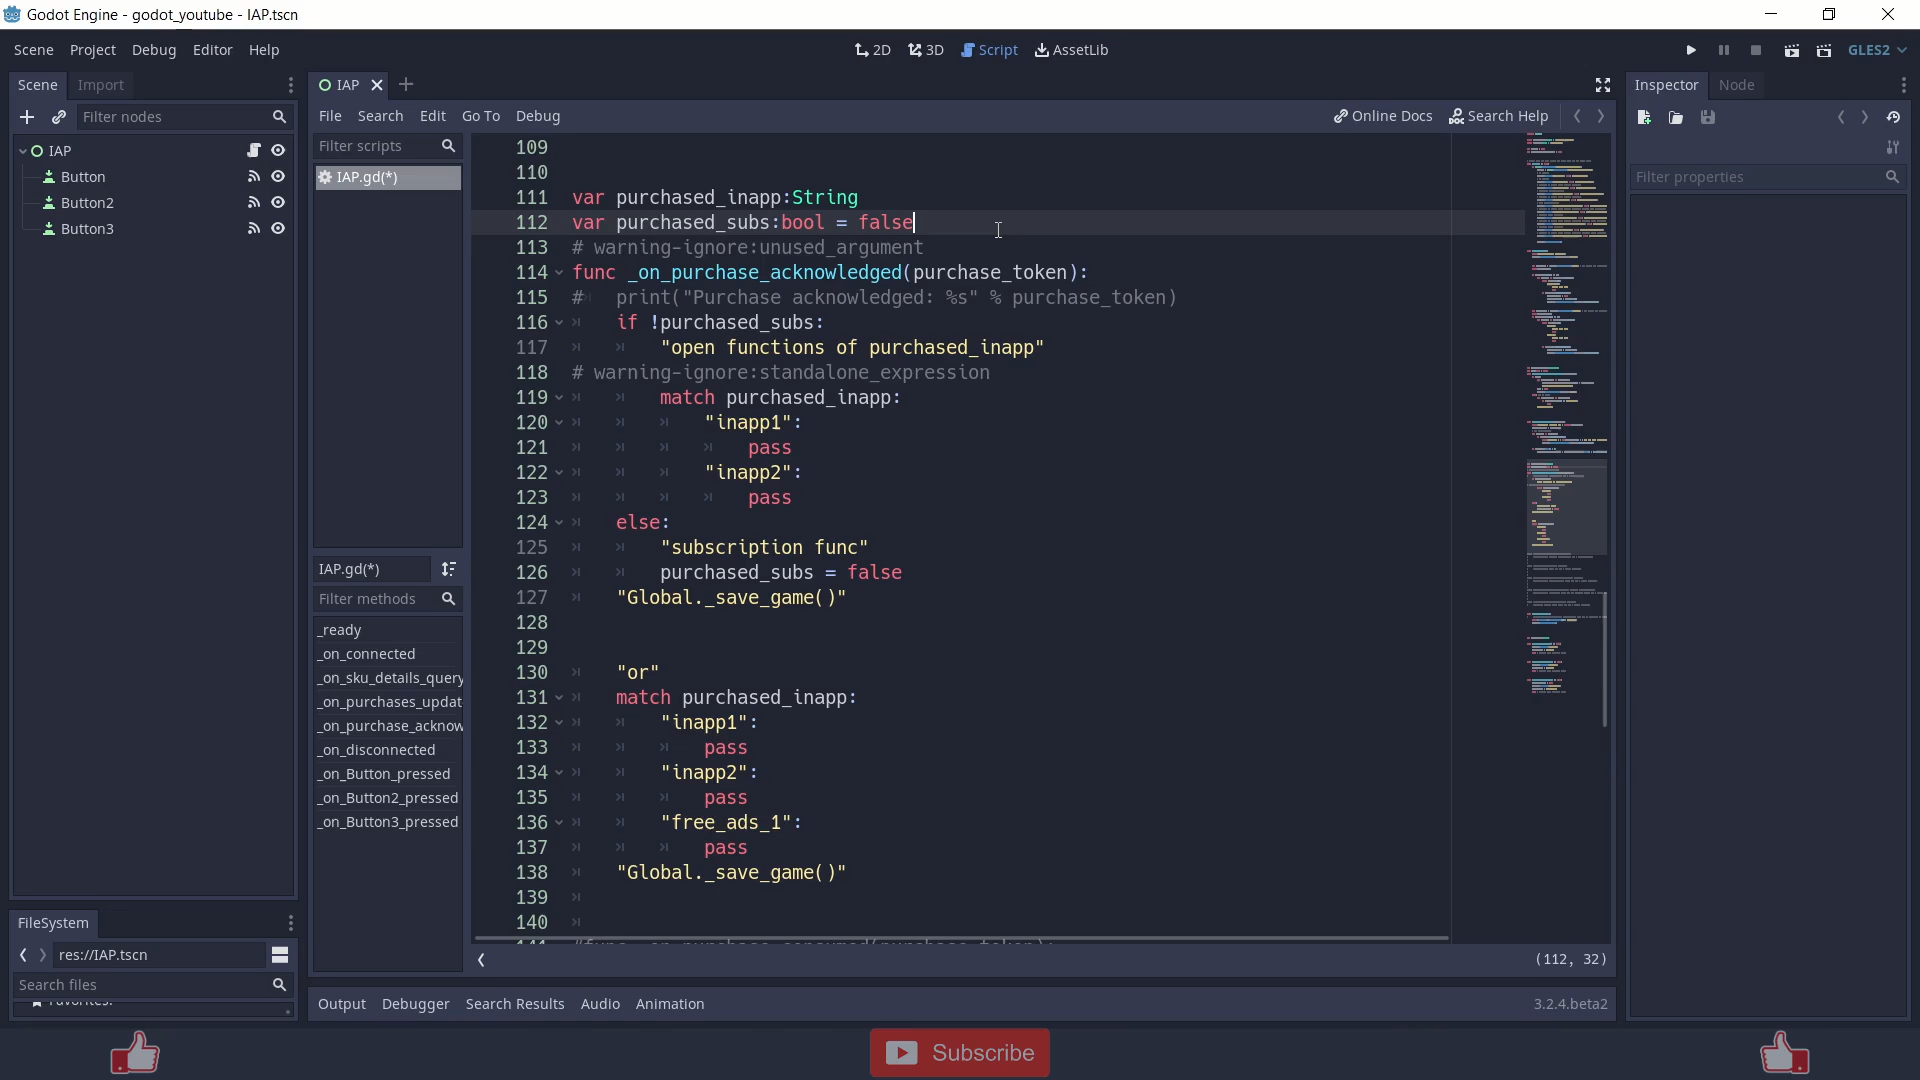 Godot Engine - godot_youtube - IAP.tscn
Scene Project Debug Editor Help
2D 3D Script AssetLib
GLES2
Scene Import
Filter nodes
IAP
Button
Button2
Button3
FileSystem
res://IAP.tscn
Search files
Favorites:
IAP
File Search Edit Go To Debug
Online Docs Search Help
Filter scripts
IAP.gd(*)
IAP.gd(*)
Filter methods
_ready
_on_connected
_on_sku_details_query
_on_purchases_updat
_on_purchase_acknow
_on_disconnected
_on_Button_pressed
_on_Button2_pressed
_on_Button3_pressed
109
110
111 var purchased_inapp:String
112 var purchased_subs:bool = false
113 # warning-ignore:unused_argument
114 func _on_purchase_acknowledged(purchase_token):
115 # print("Purchase acknowledged: %s" % purchase_token)
116 if !purchased_subs:
117 "open functions of purchased_inapp"
118 # warning-ignore:standalone_expression
119 match purchased_inapp:
120 "inapp1":
121 pass
122 "inapp2":
123 pass
124 else:
125 "subscription func"
126 purchased_subs = false
127 "Global._save_game()"
128
129
130 "or"
131 match purchased_inapp:
132 "inapp1":
133 pass
134 "inapp2":
135 pass
136 "free_ads_1":
137 pass
138 "Global._save_game()"
139
140
141 #func _on_purchase_consumed(purchase_token):
(112, 32)
Output Debugger Search Results Audio Animation
3.2.4.beta2
Inspector Node
Filter properties
Subscribe